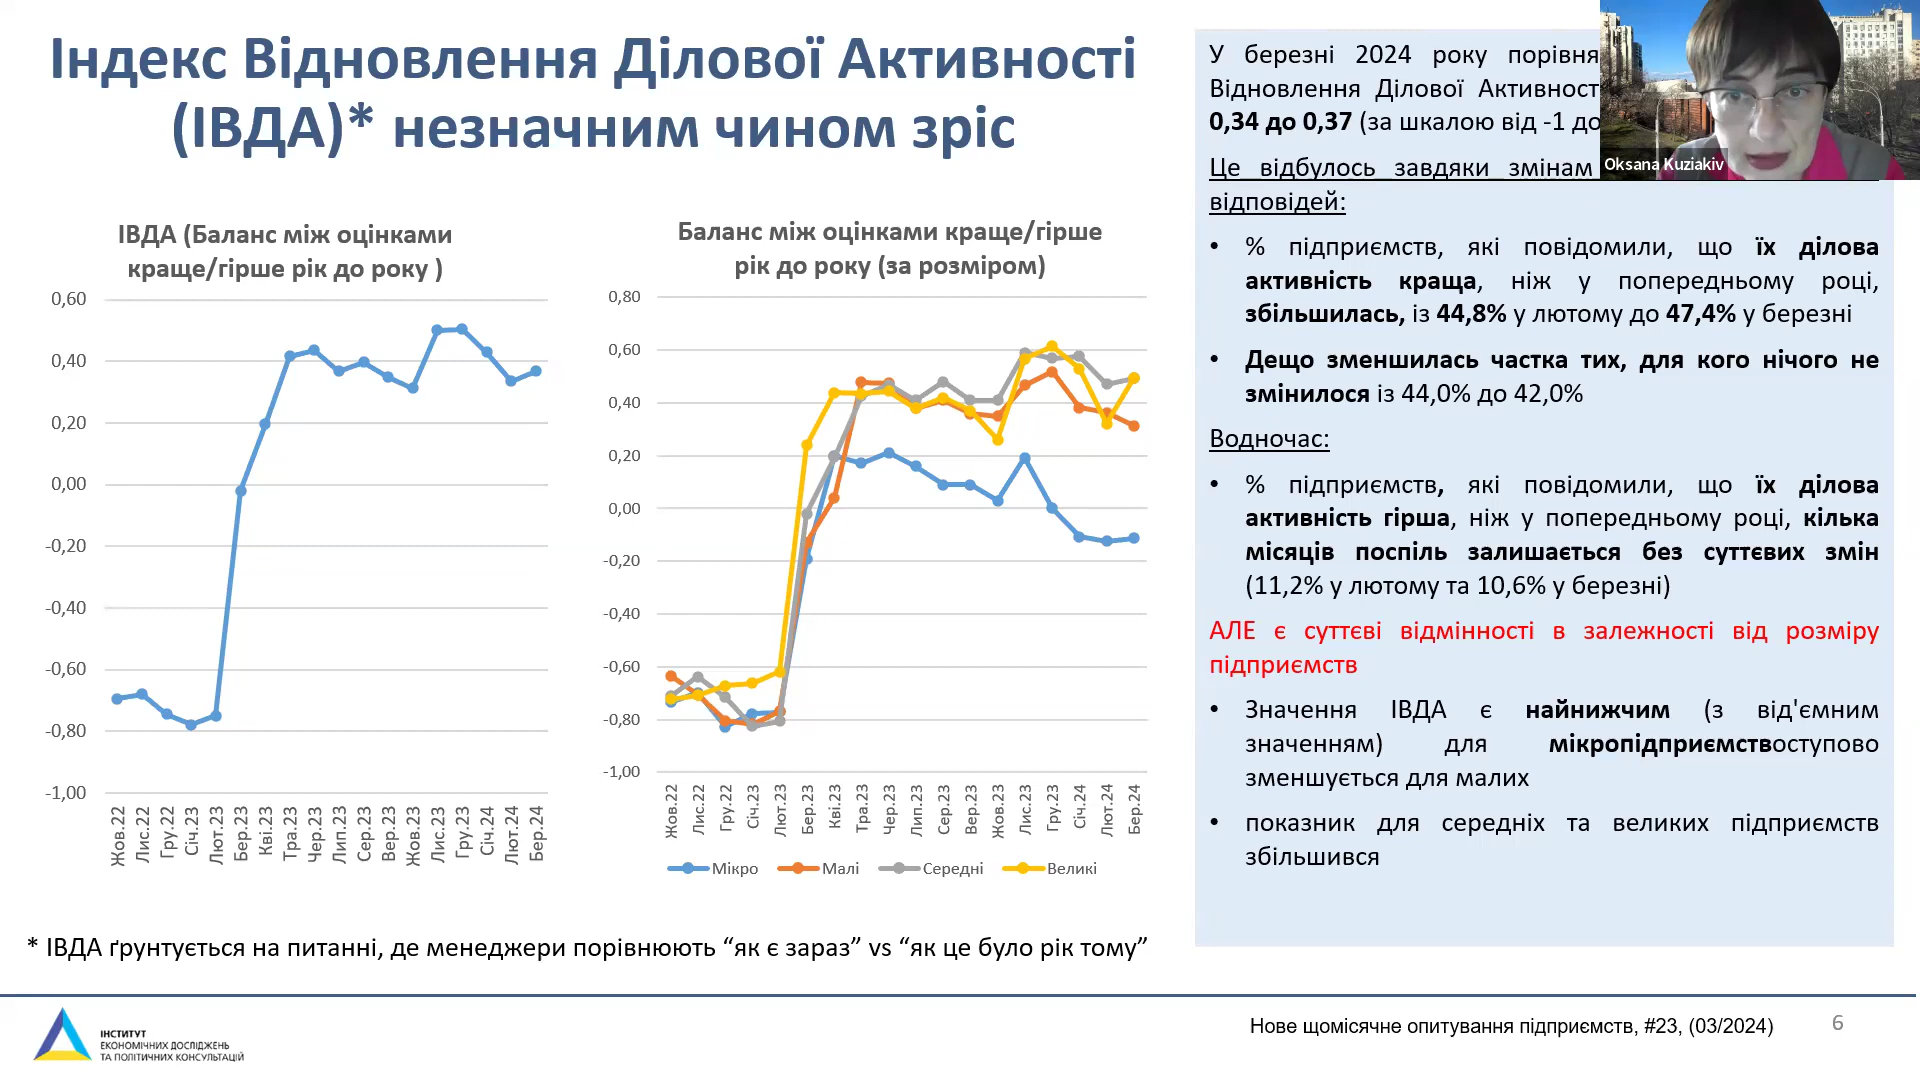 Індекс Відновлення Ділової Активності
(ІВДА)* незначним чином зріс
ІВДА (Баланс між оцінками
краще/гірше рік до року )
0,60
0,40
0,20
0,00
-0,20
-0,40
-0,60
-0,80
-1,00
Жов.22
Лис.22
Гру.22
Січ.23
Лют.23
Бер.23
Кві.23
Тра.23
Чер.23
Лип.23
Сер.23
Вер.23
Жов.23
Лис.23
Гру.23
Січ.24
Лют.24
Бер.24
Баланс між оцінками краще/гірше
рік до року (за розміром)
0,80
0,60
0,40
0,20
0,00
-0,20
-0,40
-0,60
-0,80
-1,00
Жов.22
Лис.22
Гру.22
Січ.23
Лют.23
Бер.23
Кві.23
Тра.23
Чер.23
Лип.23
Сер.23
Вер.23
Жов.23
Лис.23
Гру.23
Січ.24
Лют.24
Бер.24
Мікро Малі Середні Великі
* ІВДА ґрунтується на питанні, де менеджери порівнюють “як є зараз” vs “як це було рік тому”
У березні 2024 року
Відновлення Ділової
0,34 до 0,37 (за шкалою від -1 до
Це відбулось завдяки змінам
відповідей:
• % підприємств, які повідомили, що їх ділова
активність краща, ніж у попередньому році,
збільшилась, із 44,8% у лютому до 47,4% у березні
• Дещо зменшилась частка тих, для кого нічого не
змінилося із 44,0% до 42,0%
Водночас:
• % підприємств, які повідомили, що їх ділова
активність гірша, ніж у попередньому році, кілька
місяців поспіль залишається без суттєвих змін
(11,2% у лютому та 10,6% у березні)
АЛЕ є суттєві відмінності в залежності від розміру
підприємств
• Значення ІВДА є найнижчим (з від'ємним
значенням) для мікропідприємствоступово
зменшується для малих
• показник для середніх та великих підприємств
збільшився
Oksana Kuziakiv
ІНСТИТУТ
ЕКОНОМІЧНИХ ДОСЛІДЖЕНЬ
ТА ПОЛІТИЧНИХ КОНСУЛЬТАЦІЙ
Нове щомісячне опитування підприємств, #23, (03/2024)
6